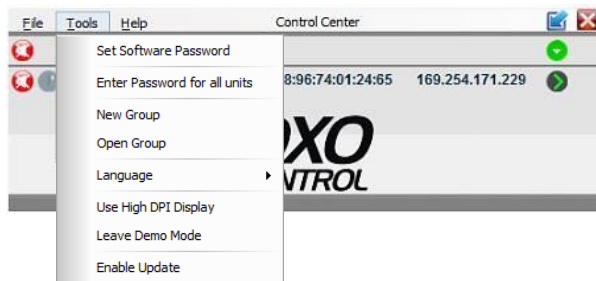 File Tools Help Control Center
Set Software Password
Enter Password for all units 8:96:74:01:24:65 169.254.171.229
New Group
Open Group
Language
Use High DPI Display
Leave Demo Mode
Enable Update